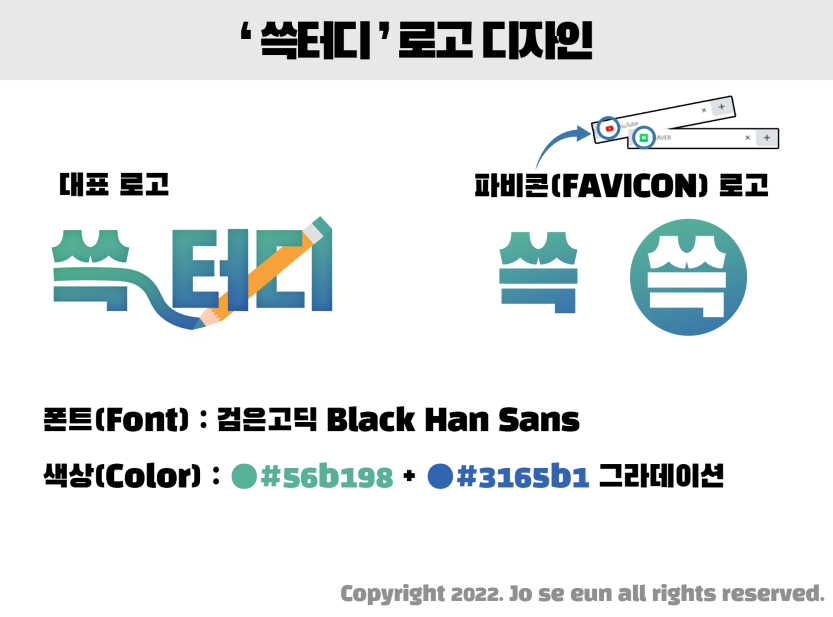 ‘ 쓱터디 ’ 로고 디자인
YouTube
AVER
대표 로고
파비콘(FAVICON) 로고
쓱터디
쓱
쓱
폰트(Font) : 검은고딕 Black Han Sans
색상(Color) : #56b198 + #3165b1 그라데이션
Copyright 2022. Jo se eun all rights reserved.